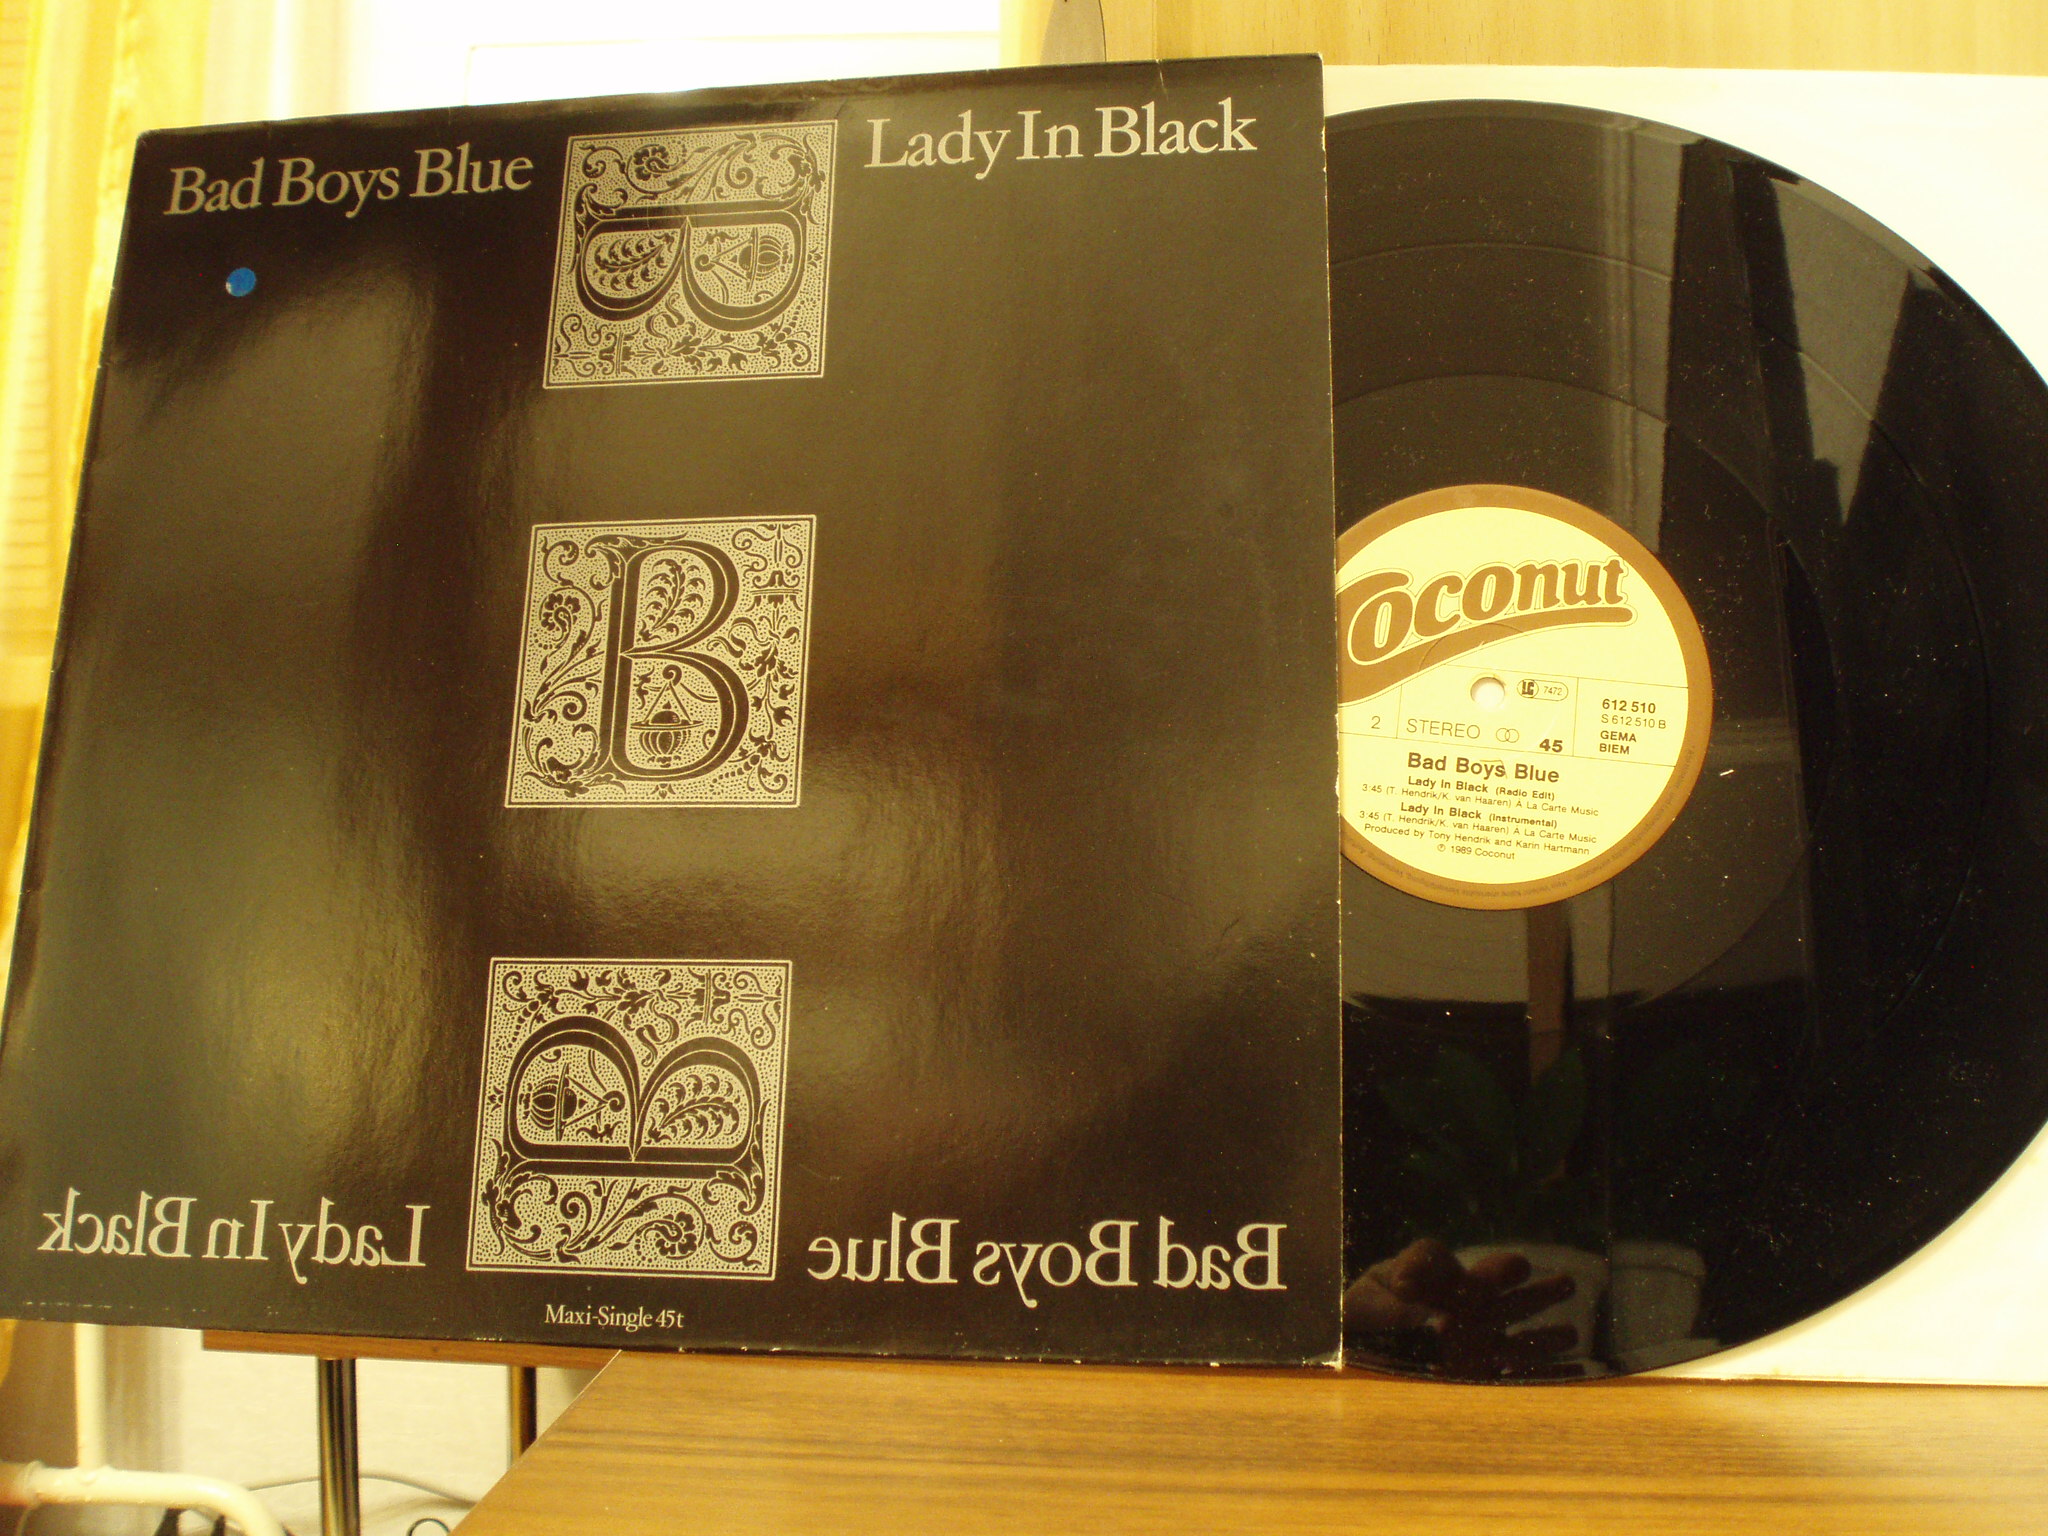 Bad Boys Blue
B
Lady In Black
B
Lady In Black
B
Bad Boys Blue
Maxi-Single 45t
Coconut
LC 7472
2
STEREO
45
612 510
S 612 510 B
GEMA
BIEM
Bad Boys Blue
Lady In Black (Radio Edit)
3:45 (T. Hendrik/K. van Haaren) À La Carte Music
Lady In Black (Instrumental)
3:45 (T. Hendrik/K. van Haaren) À La Carte Music
Produced by Tony Hendrik and Karin Hartmann
℗ 1989 Coconut